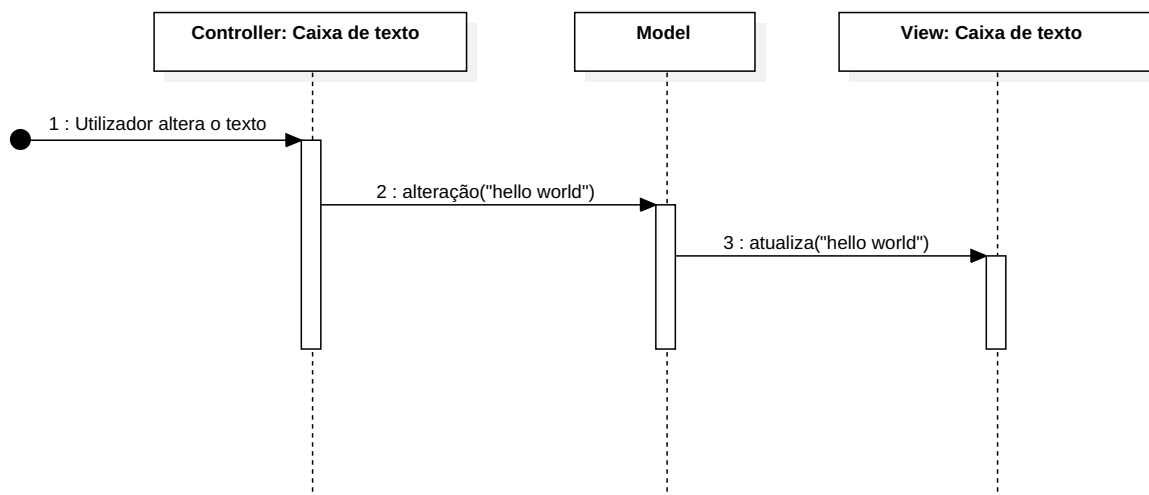 Controller: Caixa de texto
Model
View: Caixa de texto
1 : Utilizador altera o texto
2 : alteração("hello world")
3 : atualiza("hello world")